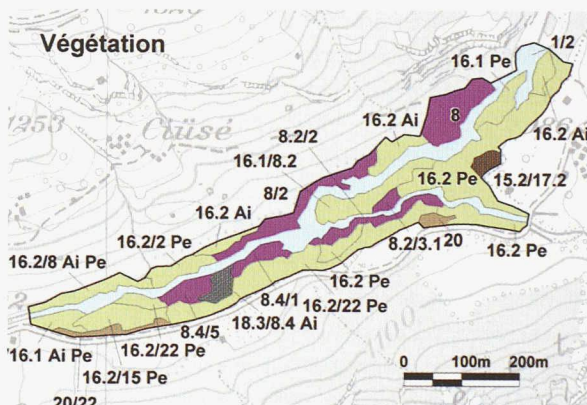 Végétation
1/2
16.1 Pe
16.2 Ai
8
8.2/2
16.2 Ai
16.1/8.2
16.2 Pe
15.2/17.2
8/2
16.2 Ai
16.2/2 Pe
8.2/3.1
20
16.2 Pe
16.2/8 Ai Pe
16.2 Pe
8.4/1
16.2/22 Pe
18.3/8.4 Ai
8.4/5
16.2/22 Pe
/16.1 Ai Pe
16.2/15 Pe
20/22
1253
Clüsé
1100
0 100m 200m